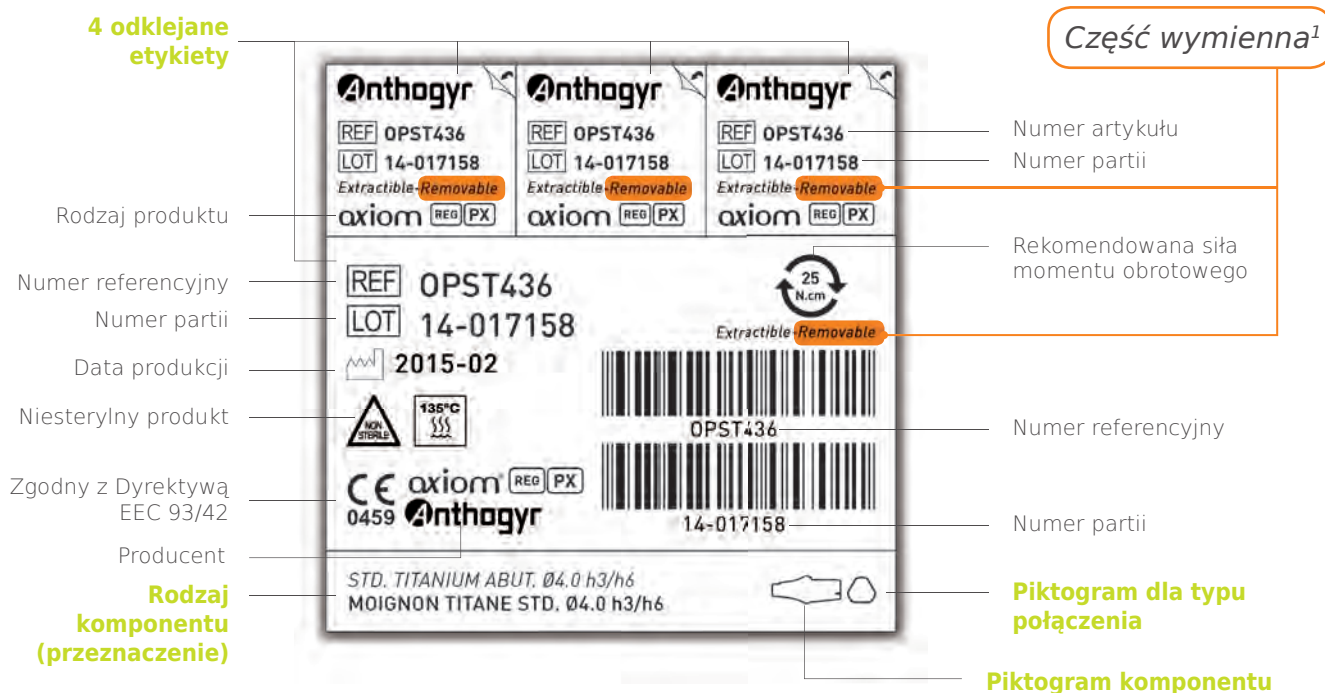 4 odklejane
etykiety
Część wymienna¹
Anthogyr
REF OPST436
LOT 14-017158
Extractible-Removable
axiom REG PX
Anthogyr
REF OPST436
LOT 14-017158
Extractible-Removable
axiom REG PX
Anthogyr
REF OPST436
LOT 14-017158
Extractible-Removable
axiom REG PX
Numer artykułu
Numer partii
Rodzaj produktu
Numer referencyjny
Numer partii
Data produkcji
Niesterylny produkt
Zgodny z Dyrektywą
EEC 93/42
Producent
Rodzaj
komponentu
(przeznaczenie)
REF OPST436
LOT 14-017158
2015-02
NON
STERILE
135°C
CE
0459
axiom® REG PX
Anthogyr
25
N.cm
Extractible-Removable
OPST436
14-017158
STD. TITANIUM ABUT. Ø4.0 h3/h6
MOIGNON TITANE STD. Ø4.0 h3/h6
Rekomendowana siła
momentu obrotowego
Numer referencyjny
Numer partii
Piktogram dla typu
połączenia
Piktogram komponentu